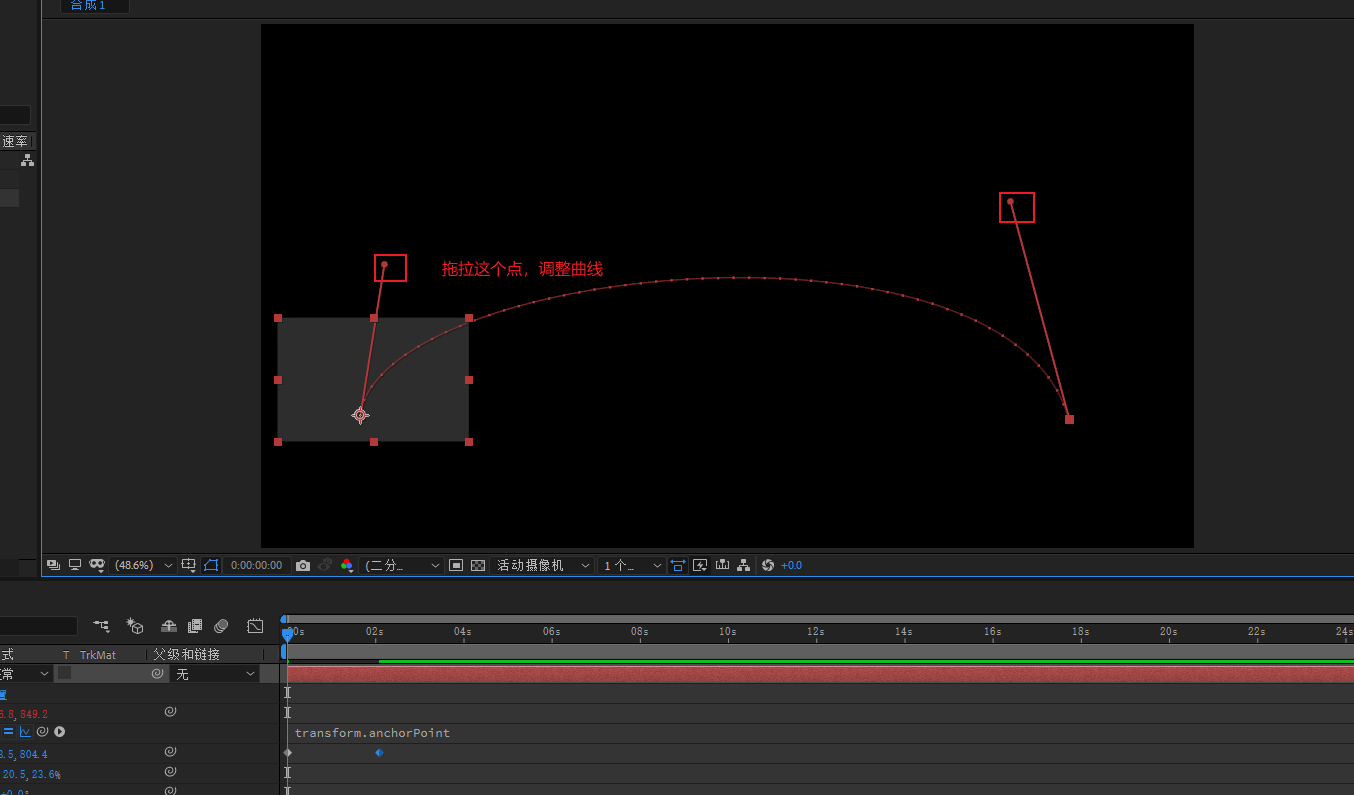 合成 1
速率
拖拉这个点，调整曲线
(48.6%)
0:00:00:00
(二分...
活动摄像机
1 个...
+0.0
00s 02s 04s 06s 08s 10s 12s 14s 16s 18s 20s 22s 24s
式 T TrkMat 父级和链接
常 无
置
5.8,849.2
transform.anchorPoint
3.5,804.4
20.5,23.6%
+0.0°